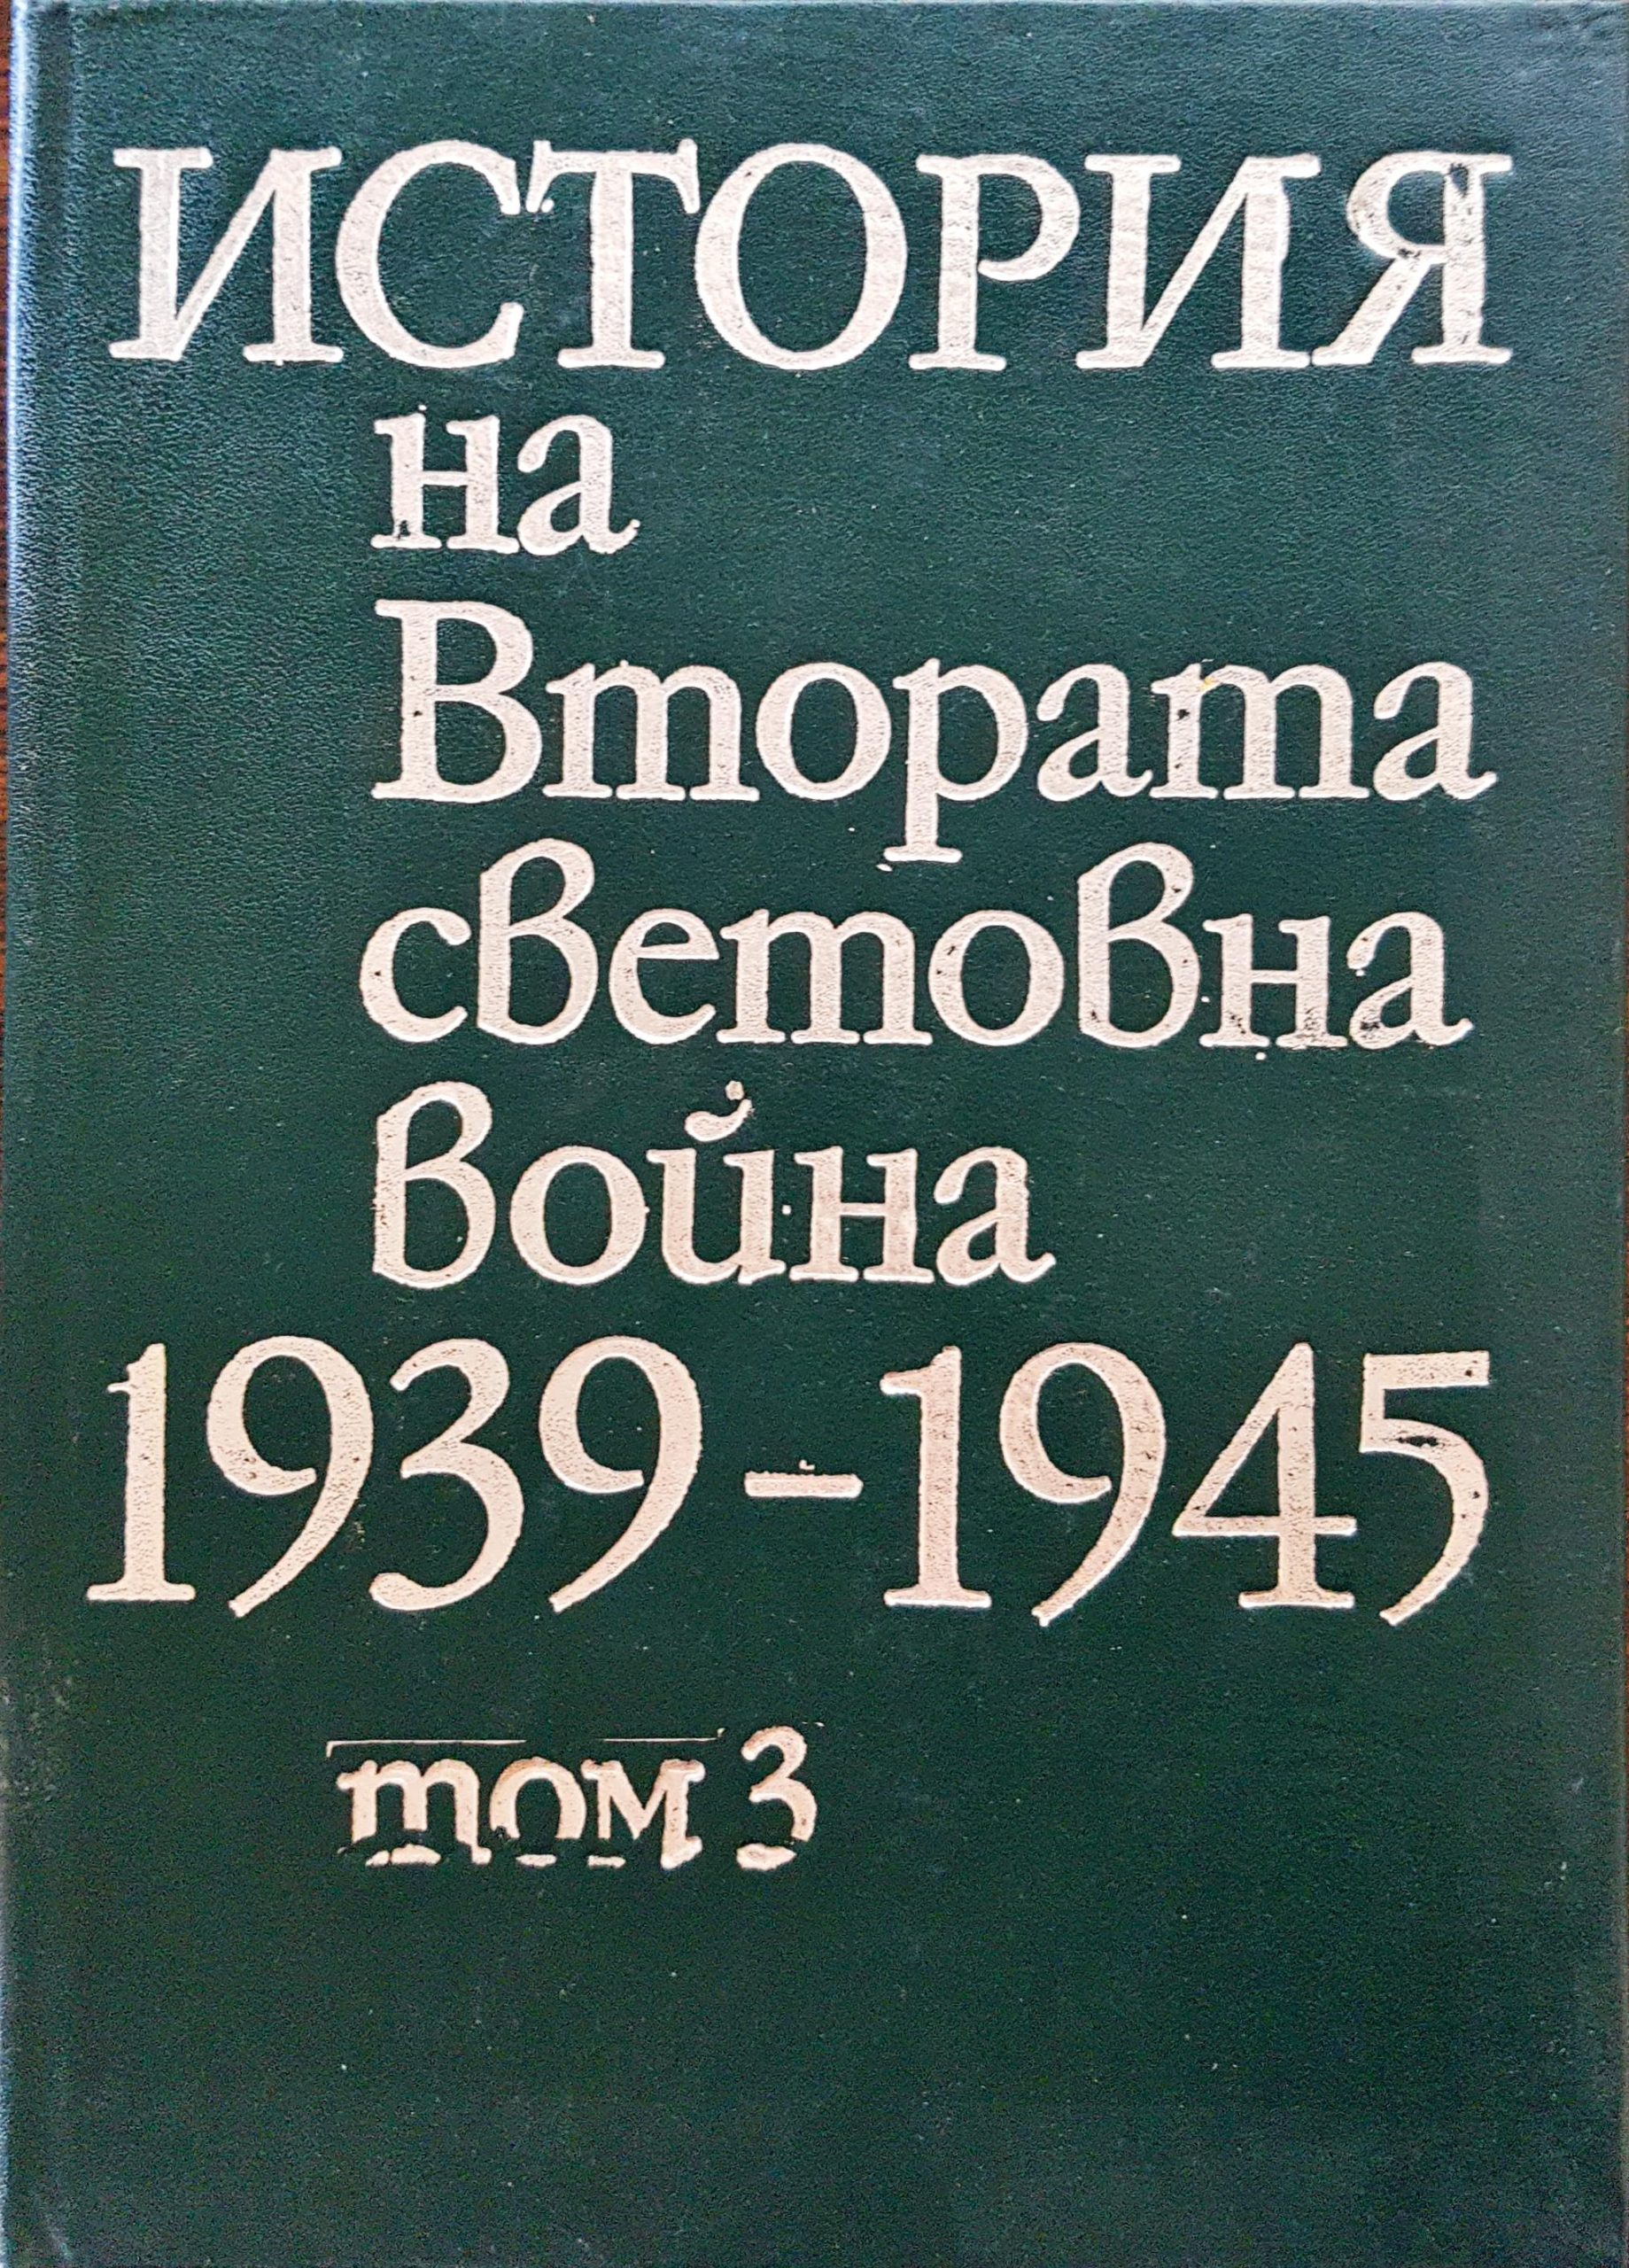 ИСТОРИЯ
на
Втората
световна
война
1939–1945
том 3